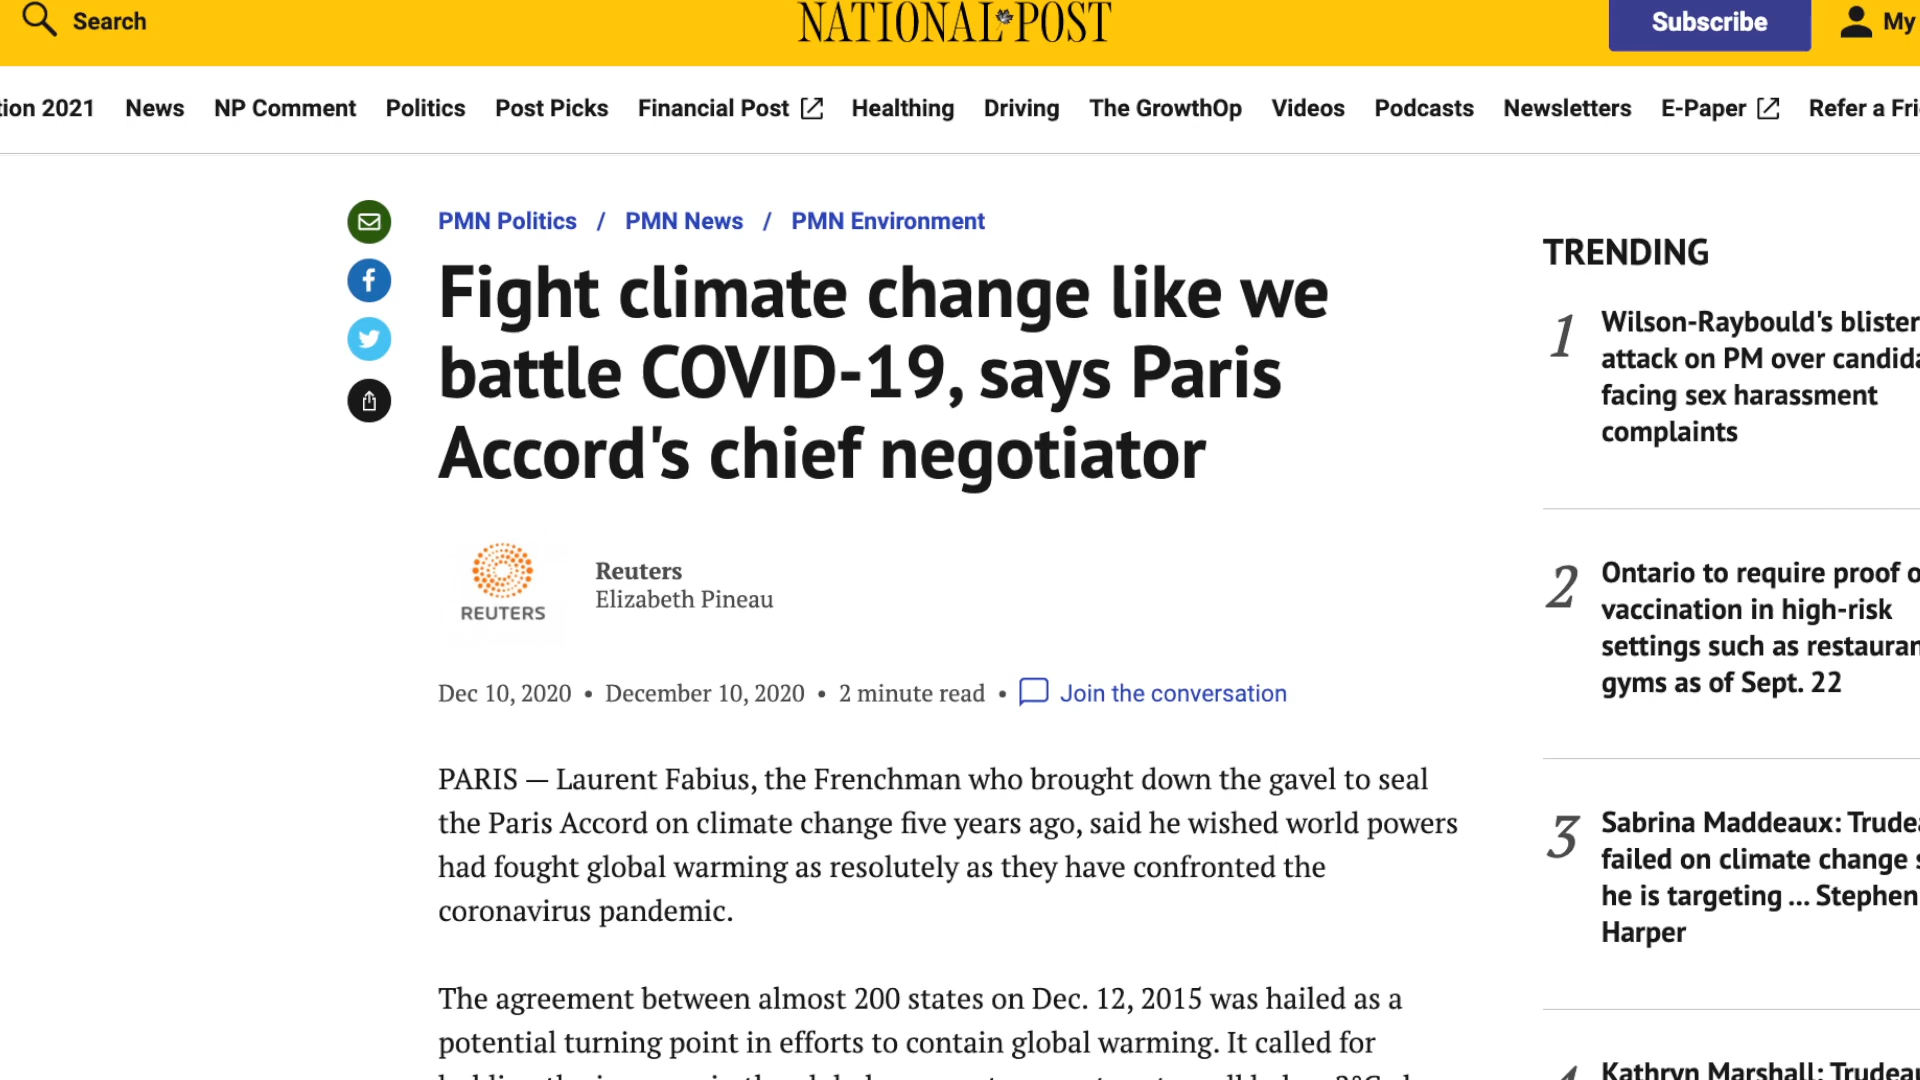 Search
NATIONAL POST
Subscribe
My
tion 2021 News NP Comment Politics Post Picks Financial Post Healthing Driving The GrowthOp Videos Podcasts Newsletters E-Paper Refer a Fri
PMN Politics / PMN News / PMN Environment
Fight climate change like we
battle COVID-19, says Paris
Accord's chief negotiator
REUTERS
Reuters
Elizabeth Pineau
Dec 10, 2020 • December 10, 2020 • 2 minute read • Join the conversation
PARIS — Laurent Fabius, the Frenchman who brought down the gavel to seal
the Paris Accord on climate change five years ago, said he wished world powers
had fought global warming as resolutely as they have confronted the
coronavirus pandemic.
The agreement between almost 200 states on Dec. 12, 2015 was hailed as a
potential turning point in efforts to contain global warming. It called for
TRENDING
1
Wilson-Raybould's blister
attack on PM over candida
facing sex harassment
complaints
2
Ontario to require proof o
vaccination in high-risk
settings such as restauran
gyms as of Sept. 22
3
Sabrina Maddeaux: Trudea
failed on climate change s
he is targeting ... Stephen
Harper
Kathryn Marshall: Trudeau